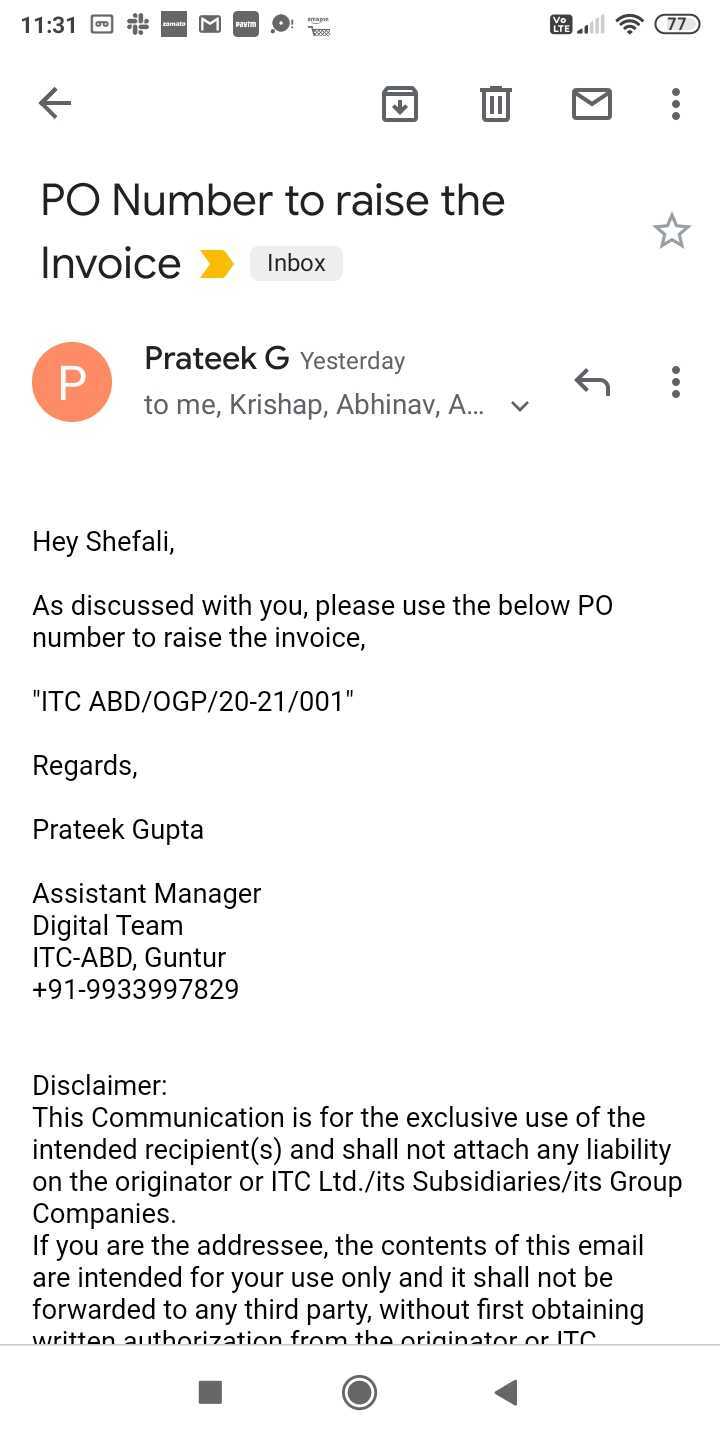 11:31
zomato
Paytm
amazon
Vo
LTE
77
PO Number to raise the
Invoice Inbox
P
Prateek G Yesterday
to me, Krishap, Abhinav, A...
Hey Shefali,
As discussed with you, please use the below PO
number to raise the invoice,
"ITC ABD/OGP/20-21/001"
Regards,
Prateek Gupta
Assistant Manager
Digital Team
ITC-ABD, Guntur
+91-9933997829
Disclaimer:
This Communication is for the exclusive use of the
intended recipient(s) and shall not attach any liability
on the originator or ITC Ltd./its Subsidiaries/its Group
Companies.
If you are the addressee, the contents of this email
are intended for your use only and it shall not be
forwarded to any third party, without first obtaining
written authorization from the originator or ITC